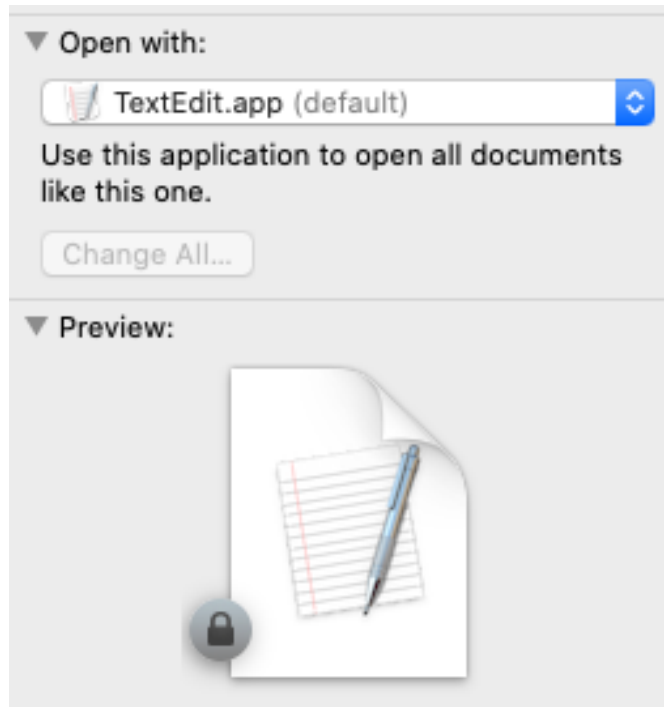 Open with:
TextEdit.app (default)
Use this application to open all documents
like this one.
Change All...
Preview: